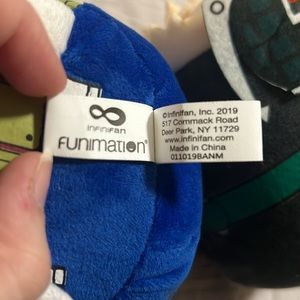 INFINIFAN
FUNIMATION®
©Infinifan, Inc. 2019
517 Commack Road
Deer Park, NY 11729
www.infinifan.com
Made in China
011019BANM